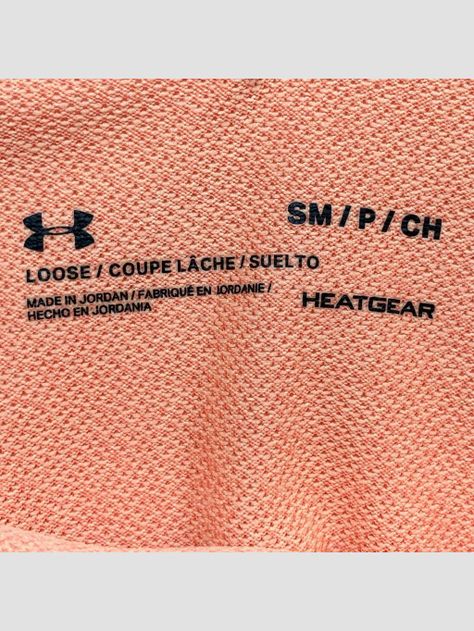 SM / P / CH
LOOSE / COUPE LÂCHE / SUELTO
MADE IN JORDAN / FABRIQUÉ EN JORDANIE /
HECHO EN JORDANIA
HEATGEAR